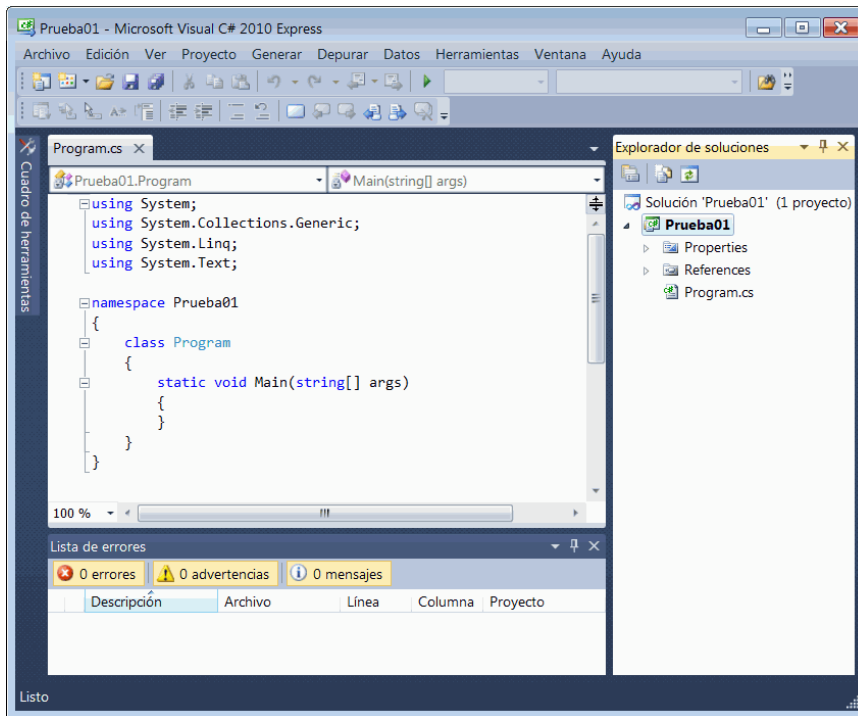 Prueba01 - Microsoft Visual C# 2010 Express
Archivo Edición Ver Proyecto Generar Depurar Datos Herramientas Ventana Ayuda
Cuadro de herramientas
Program.cs
Prueba01.Program Main(string[] args)
using System;
using System.Collections.Generic;
using System.Linq;
using System.Text;
namespace Prueba01
{
class Program
{
static void Main(string[] args)
{
}
}
}
100 %
Explorador de soluciones
Solución 'Prueba01' (1 proyecto)
Prueba01
Properties
References
Program.cs
Lista de errores
0 errores 0 advertencias 0 mensajes
Descripción Archivo Línea Columna Proyecto
Listo